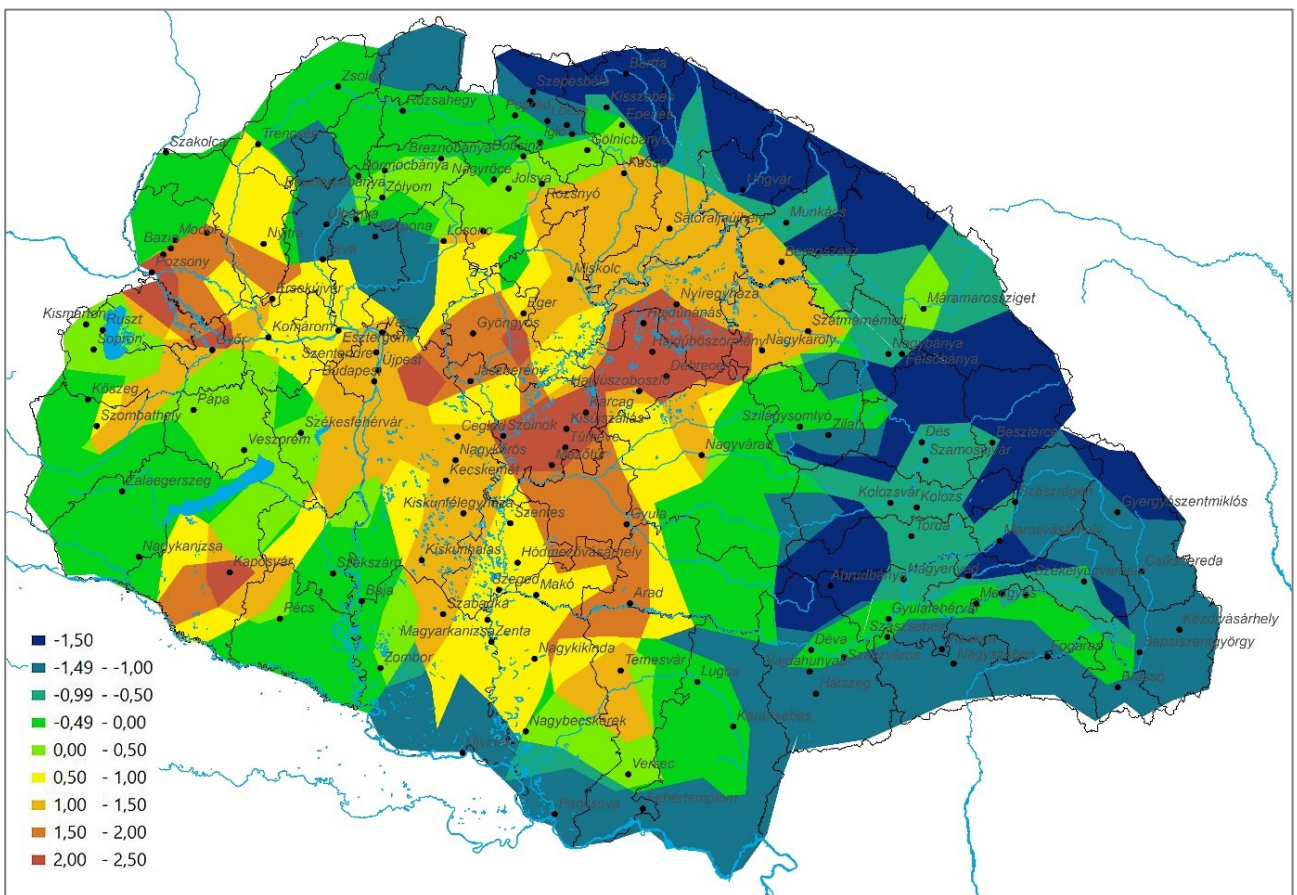 Bártfa
Zsolna
Szepesbéla
Kisszeben
Rózsahegy
Eperjes
Igló
Szakolca
Trencsén
Breznóbánya
Dobsina
Gölnicbánya
Körmöcbánya
Kassa
Nagyrőce
Jolsva
Zólyom
Rozsnyó
Ungvár
Munkács
Sátoraljaújhely
Újbánya
Modor
Bazin
Nyitra
Losonc
Léva
Beregszász
Pozsony
Miskolc
Érsekújvár
Nyíregyháza
Máramarossziget
Kismarton
Ruszt
Eger
Hajdúnánás
Komárom
Vác
Gyöngyös
Szatmárnémeti
Sopron
Győr
Esztergom
Hajdúböszörmény
Nagykároly
Nagybánya
Felsőbánya
Szentendre
Újpest
Budapest
Jászberény
Debrecen
Kőszeg
Hajdúszoboszló
Pápa
Karcag
Szombathely
Kisújszállás
Szilágysomlyó
Székesfehérvár
Cegléd
Szolnok
Zilah
Dés
Beszterce
Veszprém
Túrkeve
Nagykőrös
Nagyvárad
Szamosújvár
Mezőtúr
Kecskemét
Zalaegerszeg
Kolozsvár
Kolozs
Szászrégen
Gyergyószentmiklós
Kiskunfélegyháza
Szentes
Gyula
Torda
Marosvásárhely
Nagykanizsa
Kaposvár
Kiskunhalas
Hódmezővásárhely
Szekszárd
Szeged
Makó
Abrudbánya
Nagyenyed
Székelyudvarhely
Csíkszereda
Baja
Arad
Medgyes
Pécs
Szabadka
Gyulafehérvár
Kézdivásárhely
Magyarkanizsa
Zenta
Szászsebes
-1,50
Déva
Fogaras
Sepsiszentgyörgy
-1,49 - -1,00
Zombor
Nagykikinda
Temesvár
Lugos
Vajdahunyad
Szászváros
Nagyszeben
-0,99 - -0,50
Hátszeg
Brassó
-0,49 - 0,00
Nagybecskerek
Karánsebes
0,00 - 0,50
Újvidék
0,50 - 1,00
Versec
1,00 - 1,50
Pancsova
Fehértemplom
1,50 - 2,00
2,00 - 2,50